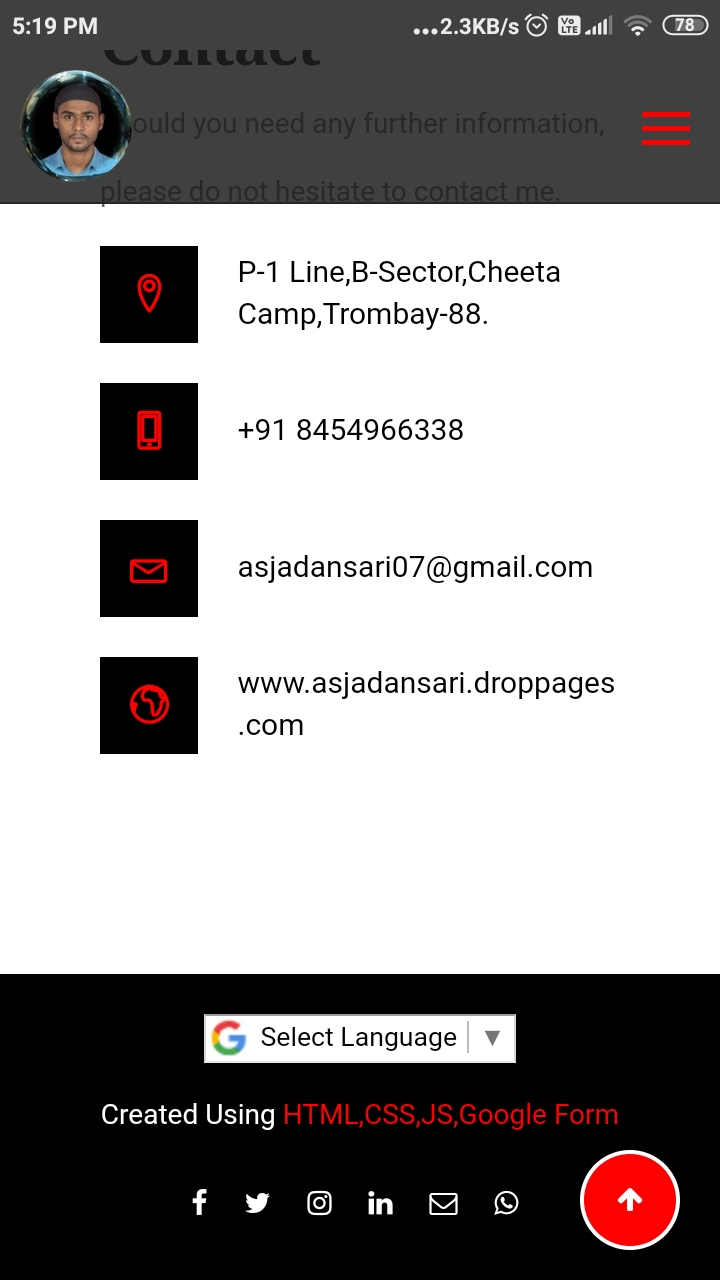 5:19 PM
...2.3KB/s
Vo
LTE
78
Contact
ould you need any further information,
please do not hesitate to contact me.
P-1 Line,B-Sector,Cheeta
Camp,Trombay-88.
+91 8454966338
asjadansari07@gmail.com
www.asjadansari.droppages
.com
Select Language ▼
Created Using HTML,CSS,JS,Google Form